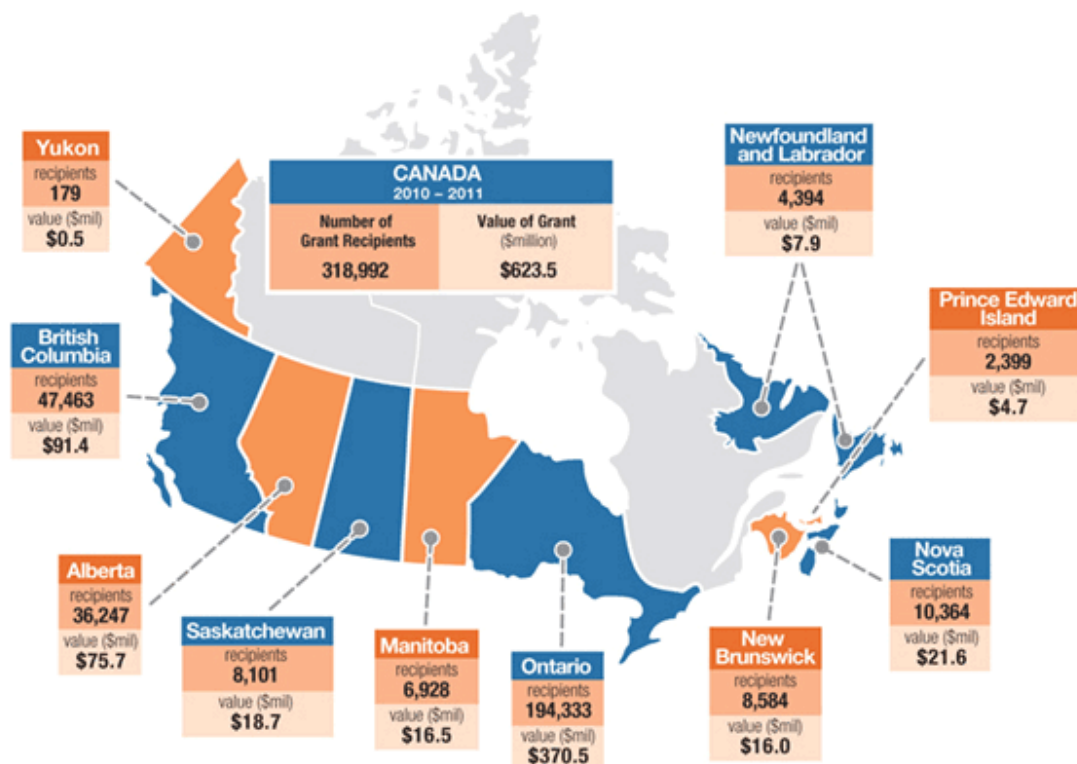 Yukon
recipients
179
value ($mil)
$0.5
CANADA
2010 – 2011
Number of
Grant Recipients
318,992
Value of Grant
($million)
$623.5
Newfoundland
and Labrador
recipients
4,394
value ($mil)
$7.9
Prince Edward
Island
recipients
2,399
value ($mil)
$4.7
British
Columbia
recipients
47,463
value ($mil)
$91.4
Alberta
recipients
36,247
value ($mil)
$75.7
Saskatchewan
recipients
8,101
value ($mil)
$18.7
Manitoba
recipients
6,928
value ($mil)
$16.5
Ontario
recipients
194,333
value ($mil)
$370.5
New
Brunswick
recipients
8,584
value ($mil)
$16.0
Nova
Scotia
recipients
10,364
value ($mil)
$21.6